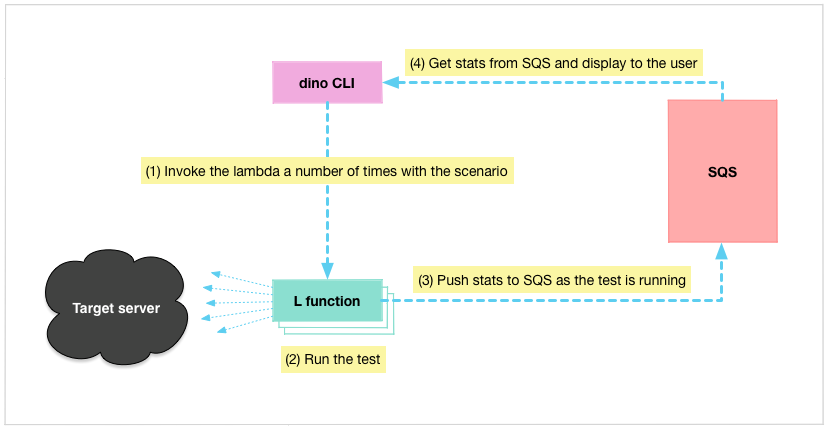 (4) Get stats from SQS and display to the user
dino CLI
(1) Invoke the lambda a number of times with the scenario
SQS
(3) Push stats to SQS as the test is running
L function
Target server
(2) Run the test